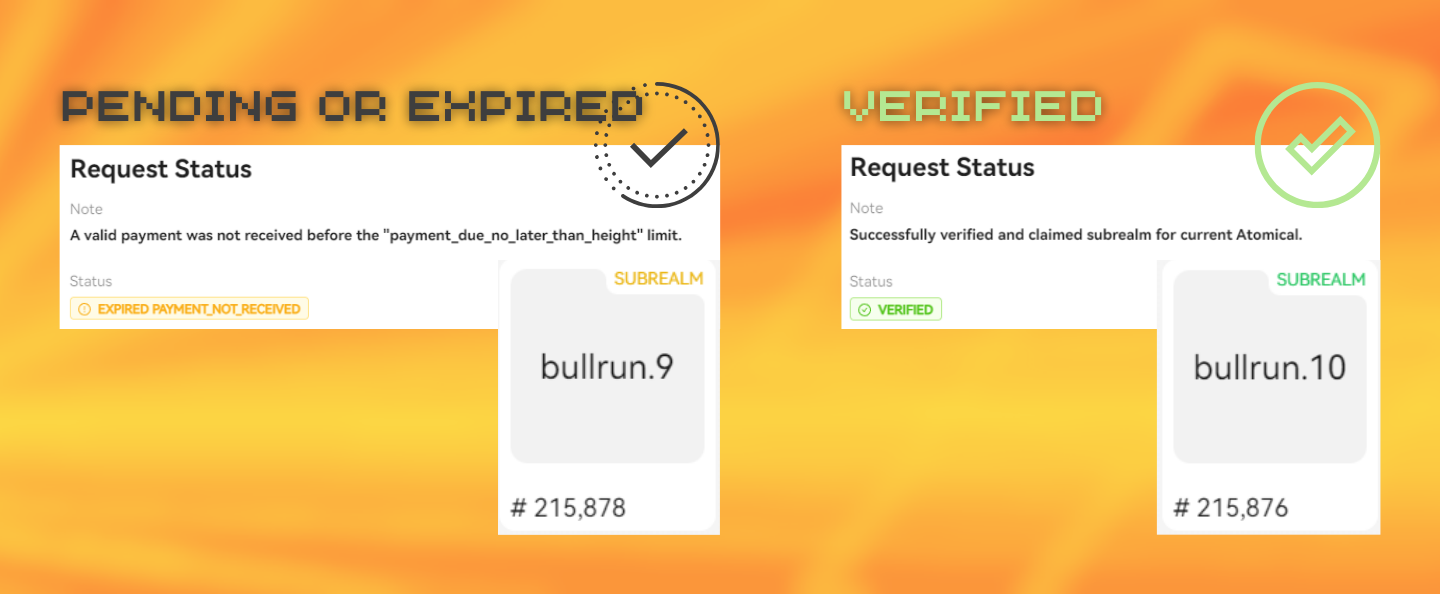 PENDING OR EXPIRED
Request Status
Note
A valid payment was not received before the "payment_due_no_later_than_height" limit.
Status
EXPIRED PAYMENT_NOT_RECEIVED
SUBREALM
bullrun.9
# 215,878
VERIFIED
Request Status
Note
Successfully verified and claimed subrealm for current Atomical.
Status
VERIFIED
SUBREALM
bullrun.10
# 215,876